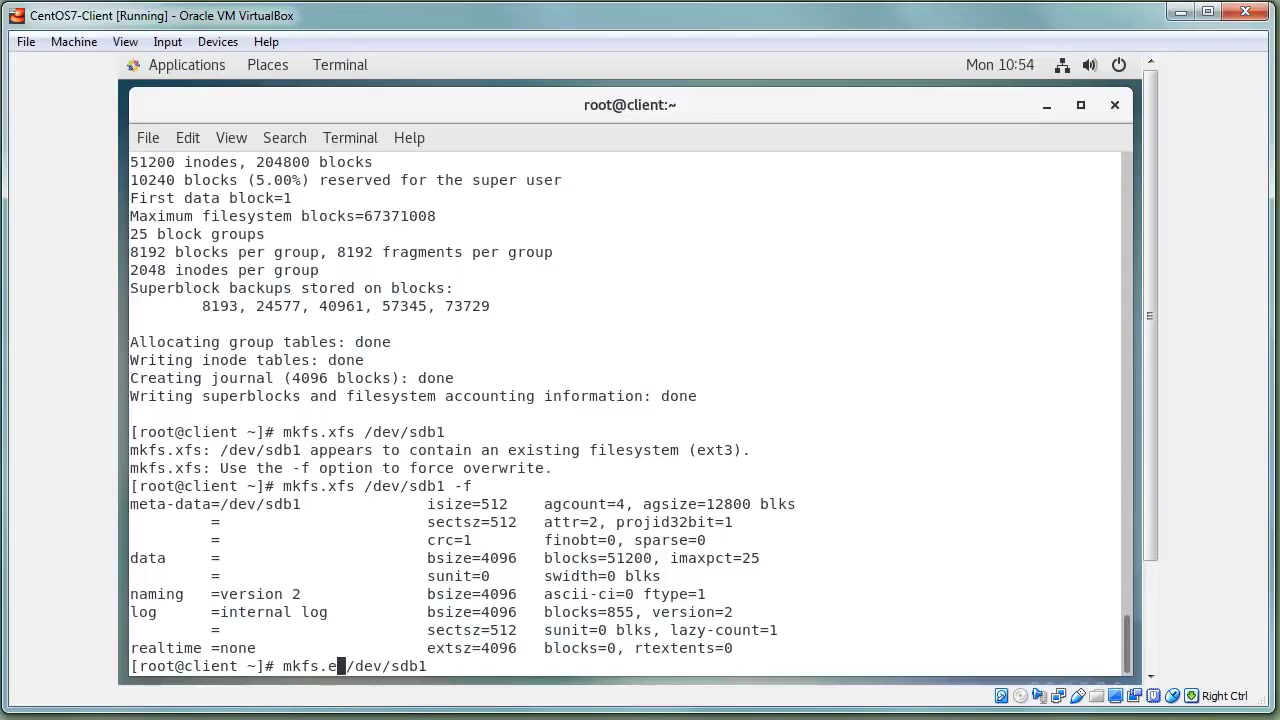 CentOS7-Client [Running] - Oracle VM VirtualBox
File Machine View Input Devices Help
Applications Places Terminal Mon 10:54
root@client:~
File Edit View Search Terminal Help
51200 inodes, 204800 blocks
10240 blocks (5.00%) reserved for the super user
First data block=1
Maximum filesystem blocks=67371008
25 block groups
8192 blocks per group, 8192 fragments per group
2048 inodes per group
Superblock backups stored on blocks:
8193, 24577, 40961, 57345, 73729
Allocating group tables: done
Writing inode tables: done
Creating journal (4096 blocks): done
Writing superblocks and filesystem accounting information: done
[root@client ~]# mkfs.xfs /dev/sdb1
mkfs.xfs: /dev/sdb1 appears to contain an existing filesystem (ext3).
mkfs.xfs: Use the -f option to force overwrite.
[root@client ~]# mkfs.xfs /dev/sdb1 -f
meta-data=/dev/sdb1 isize=512 agcount=4, agsize=12800 blks
= sectsz=512 attr=2, projid32bit=1
= crc=1 finobt=0, sparse=0
data = bsize=4096 blocks=51200, imaxpct=25
= sunit=0 swidth=0 blks
naming =version 2 bsize=4096 ascii-ci=0 ftype=1
log =internal log bsize=4096 blocks=855, version=2
= sectsz=512 sunit=0 blks, lazy-count=1
realtime =none extsz=4096 blocks=0, rtextents=0
[root@client ~]# mkfs.e /dev/sdb1
Right Ctrl